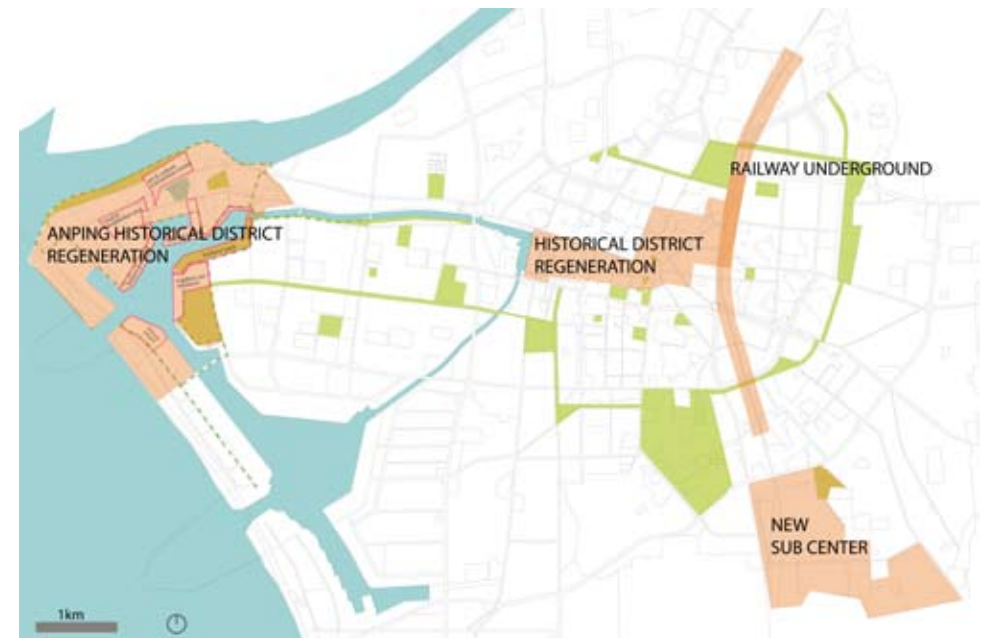 RAILWAY UNDERGROUND
ANPING HISTORICAL DISTRICT
REGENERATION
HISTORICAL DISTRICT
REGENERATION
NEW
SUB CENTER
1km